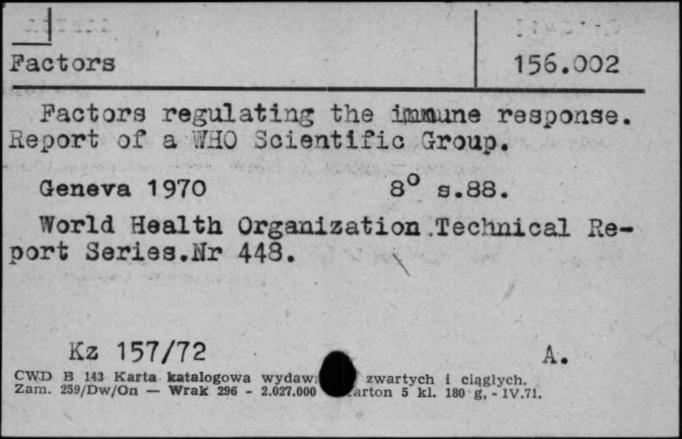 Factors
156.002
Factors regulating the immune response.
Report of a WHO Scientific Group.
Geneva 1970 8° s.88.
World Health Organization.Technical Re-
port Series.Nr 448.
Kz 157/72 A.
CWD B 143 Karta katalogowa wydaw. zwartych i ciągłych.
Zam. 259/Dw/On — Wrak 296 - 2.027.000 arton 5 kl. 180 g, - IV.71.